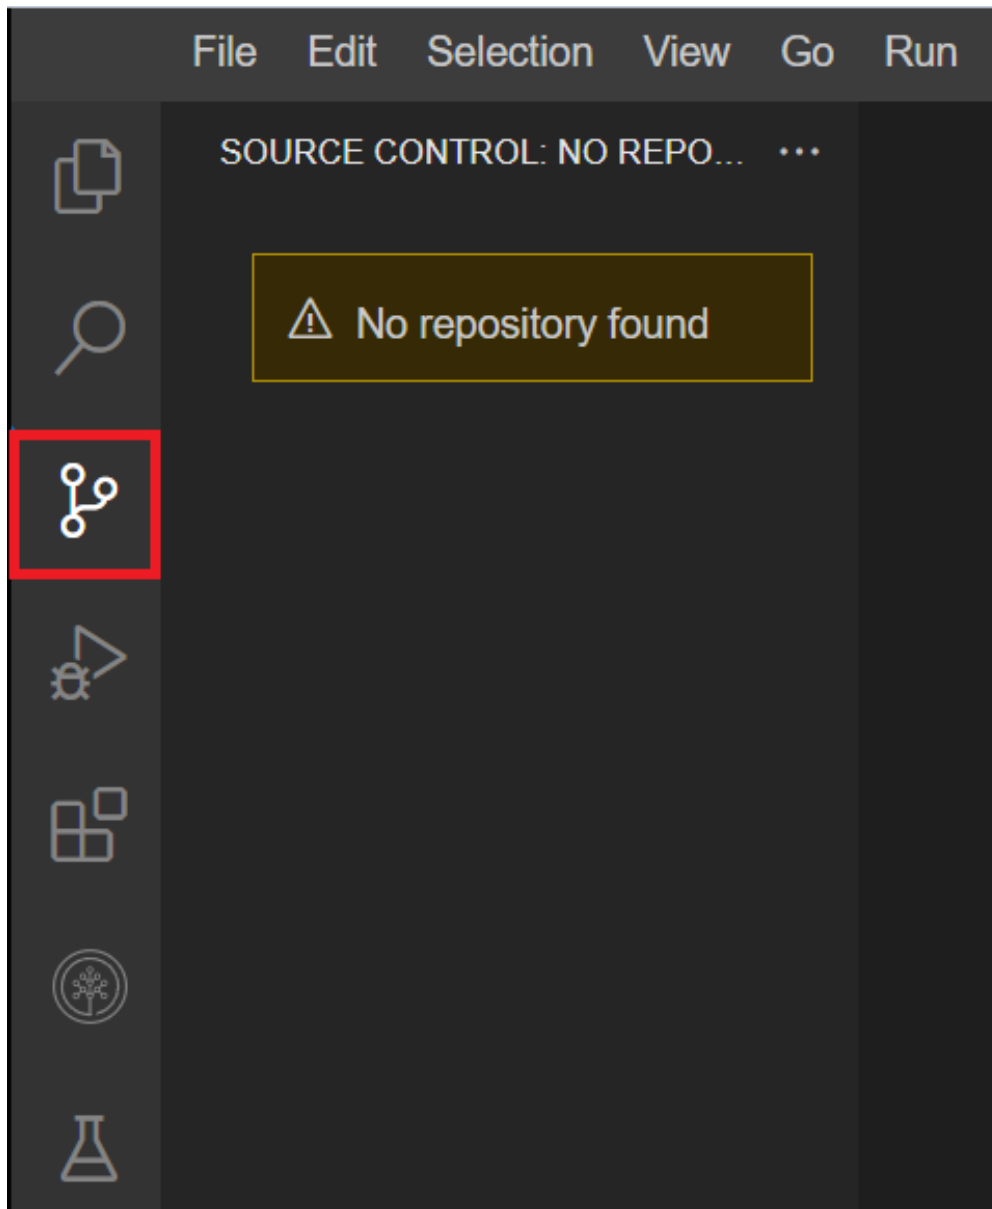 File Edit Selection View Go Run
SOURCE CONTROL: NO REPO... ···
No repository found